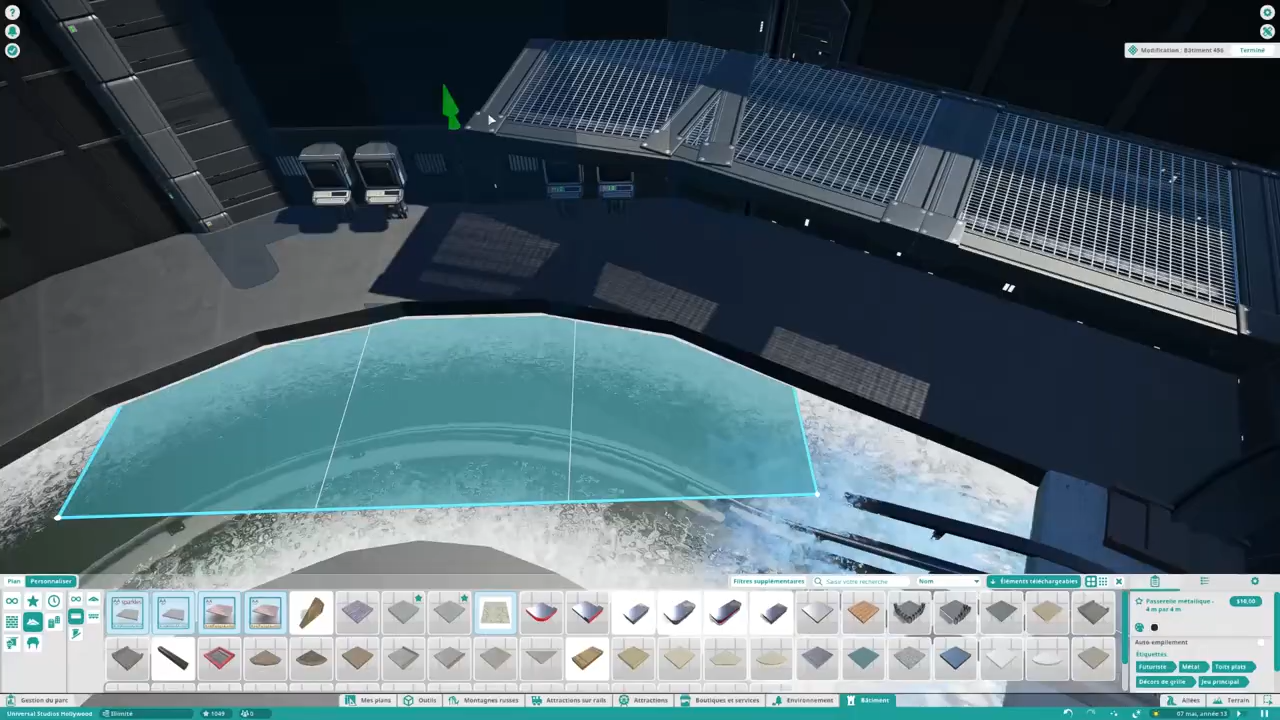 ?
Modification : Bâtiment 486
Terminé
Plan
Personnaliser
Filtres supplémentaires
Saisir votre recherche
Nom
Éléments téléchargeables
Passerelle métallique -
4 m par 4 m
$16,00
Auto-empilement
Étiquettes
Futuriste
Métal
Toits plats
Décors de grille
Jeu principal
Gestion du parc
Mes plans
Outils
Montagnes russes
Attractions sur rails
Attractions
Boutiques et services
Environnement
Bâtiment
Allées
Terrain
Universal Studios Hollywood
Illimité
1049
0
07 mai, année 13